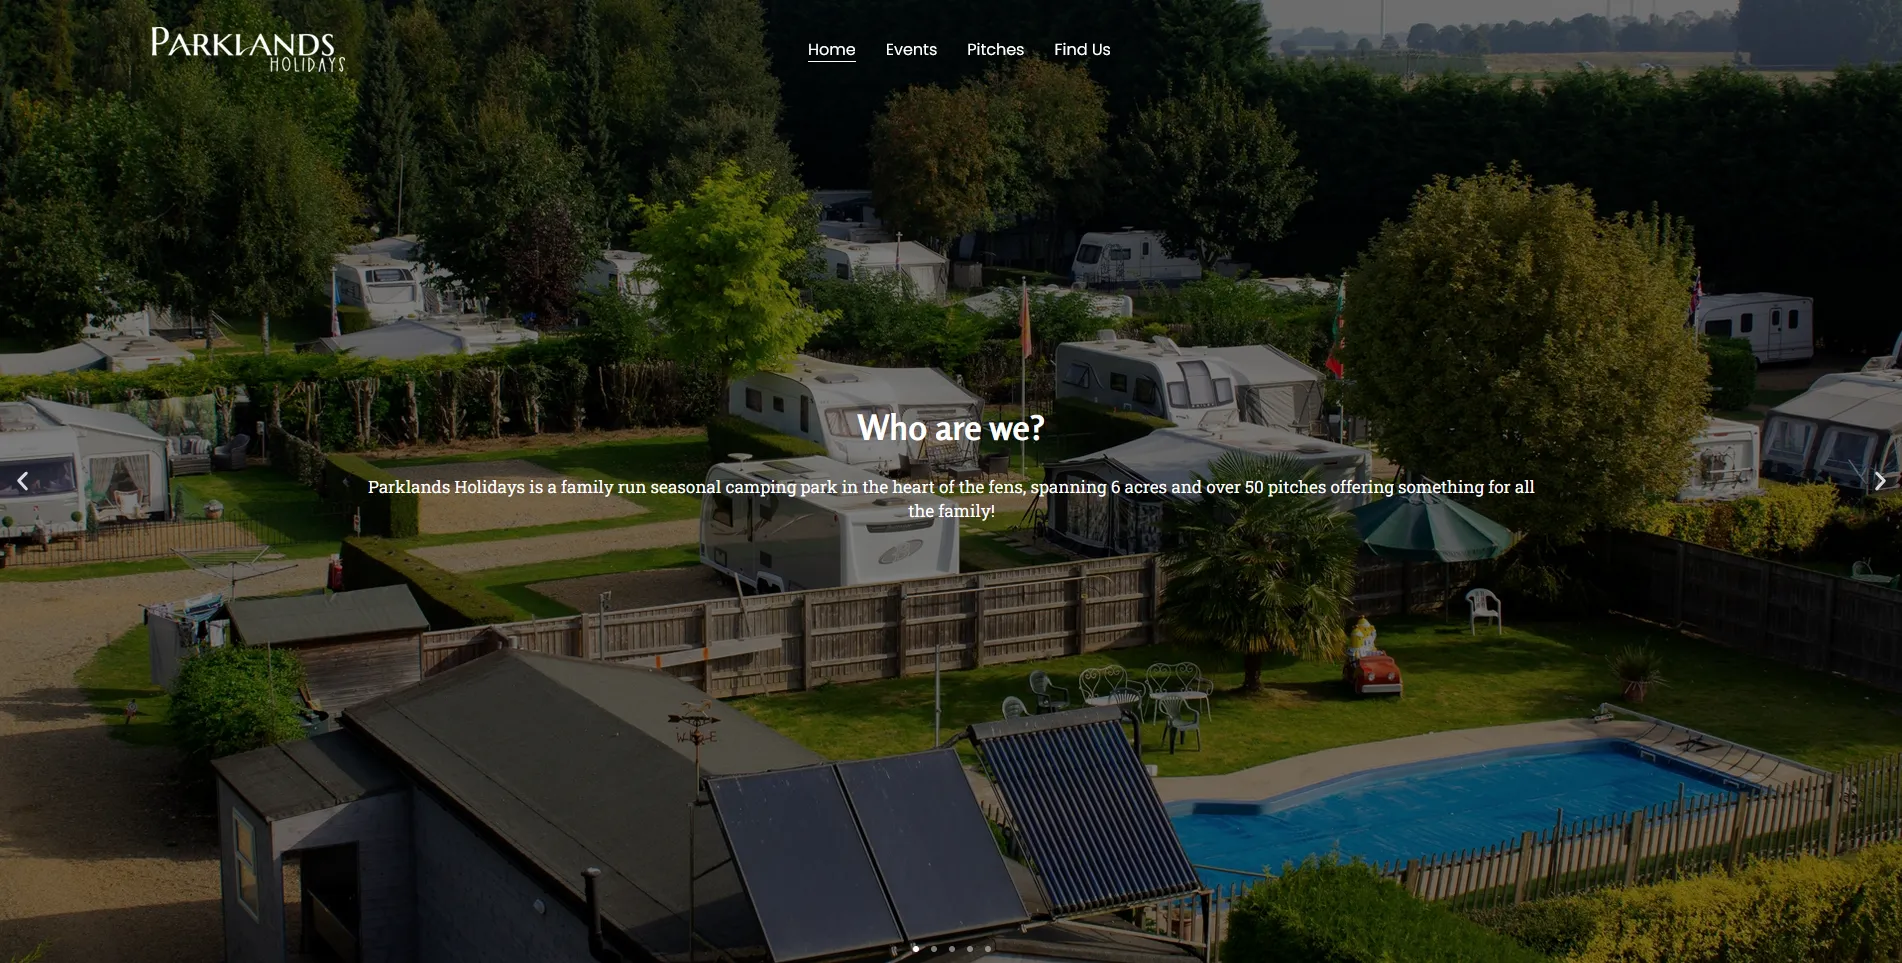 PARKLANDS
HOLIDAYS
Home Events Pitches Find Us
Who are we?
Parklands Holidays is a family run seasonal camping park in the heart of the fens, spanning 6 acres and over 50 pitches offering something for all
the family!